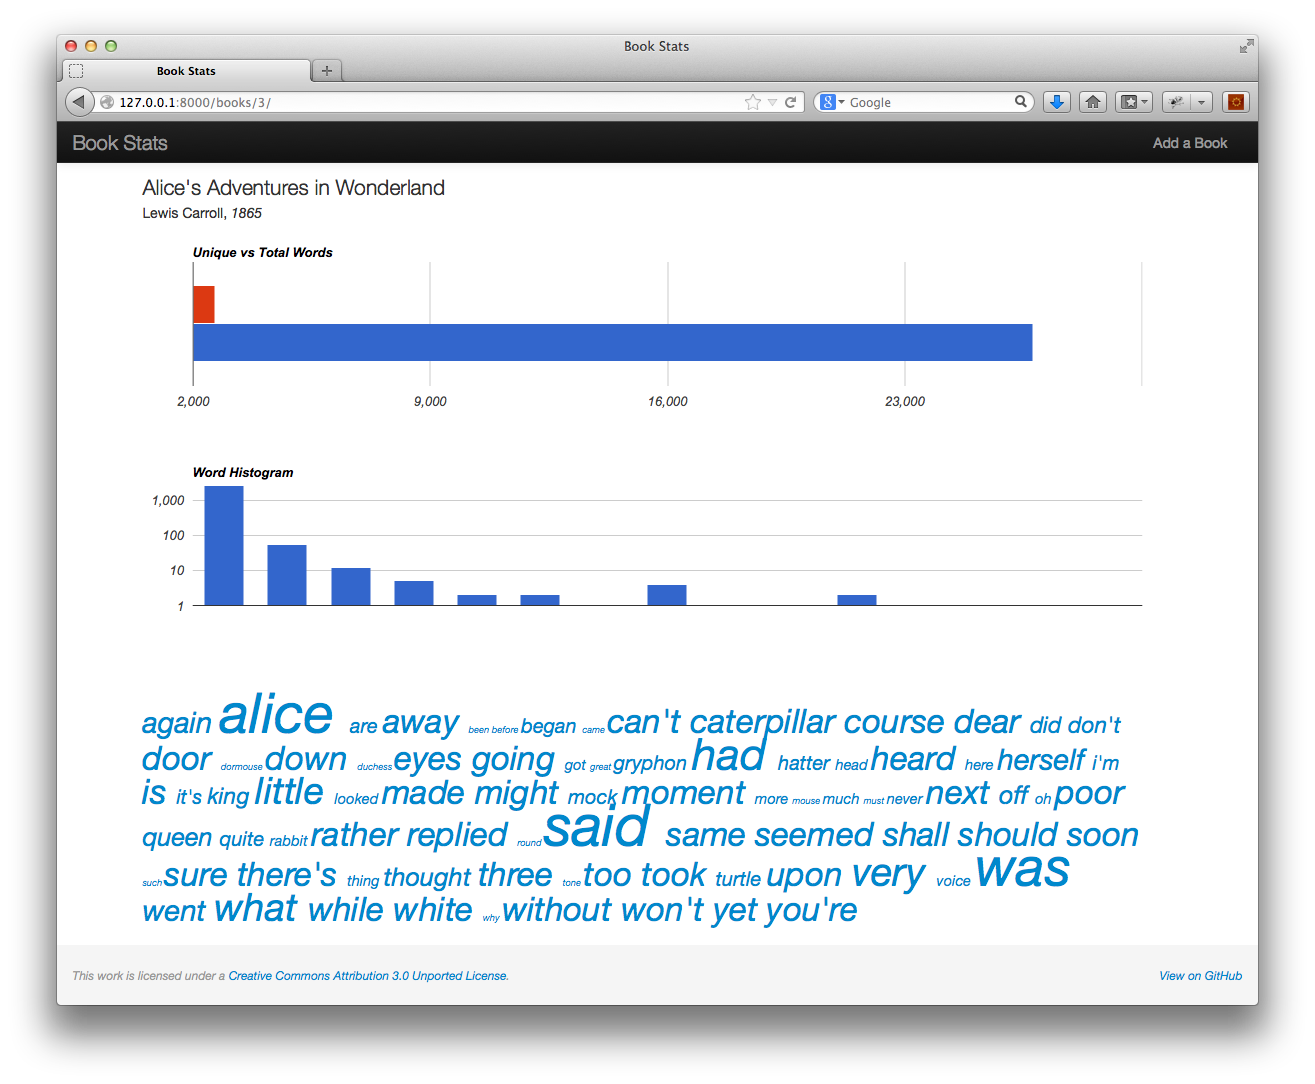 Book Stats
Book Stats
127.0.0.1:8000/books/3/
Google
Book Stats
Add a Book
Alice's Adventures in Wonderland
Lewis Carroll, 1865
Unique vs Total Words
2,000 9,000 16,000 23,000
Word Histogram
1,000
100
10
1
again alice are away been before began came can't caterpillar course dear did don't
door dormouse down duchess eyes going got great gryphon had hatter head heard here herself i'm
is it's king little looked made might mock moment more mouse much must never next off oh poor
queen quite rabbit rather replied round said same seemed shall should soon
such sure there's thing thought three tone too took turtle upon very voice was
went what while white why without won't yet you're
This work is licensed under a Creative Commons Attribution 3.0 Unported License.
View on GitHub